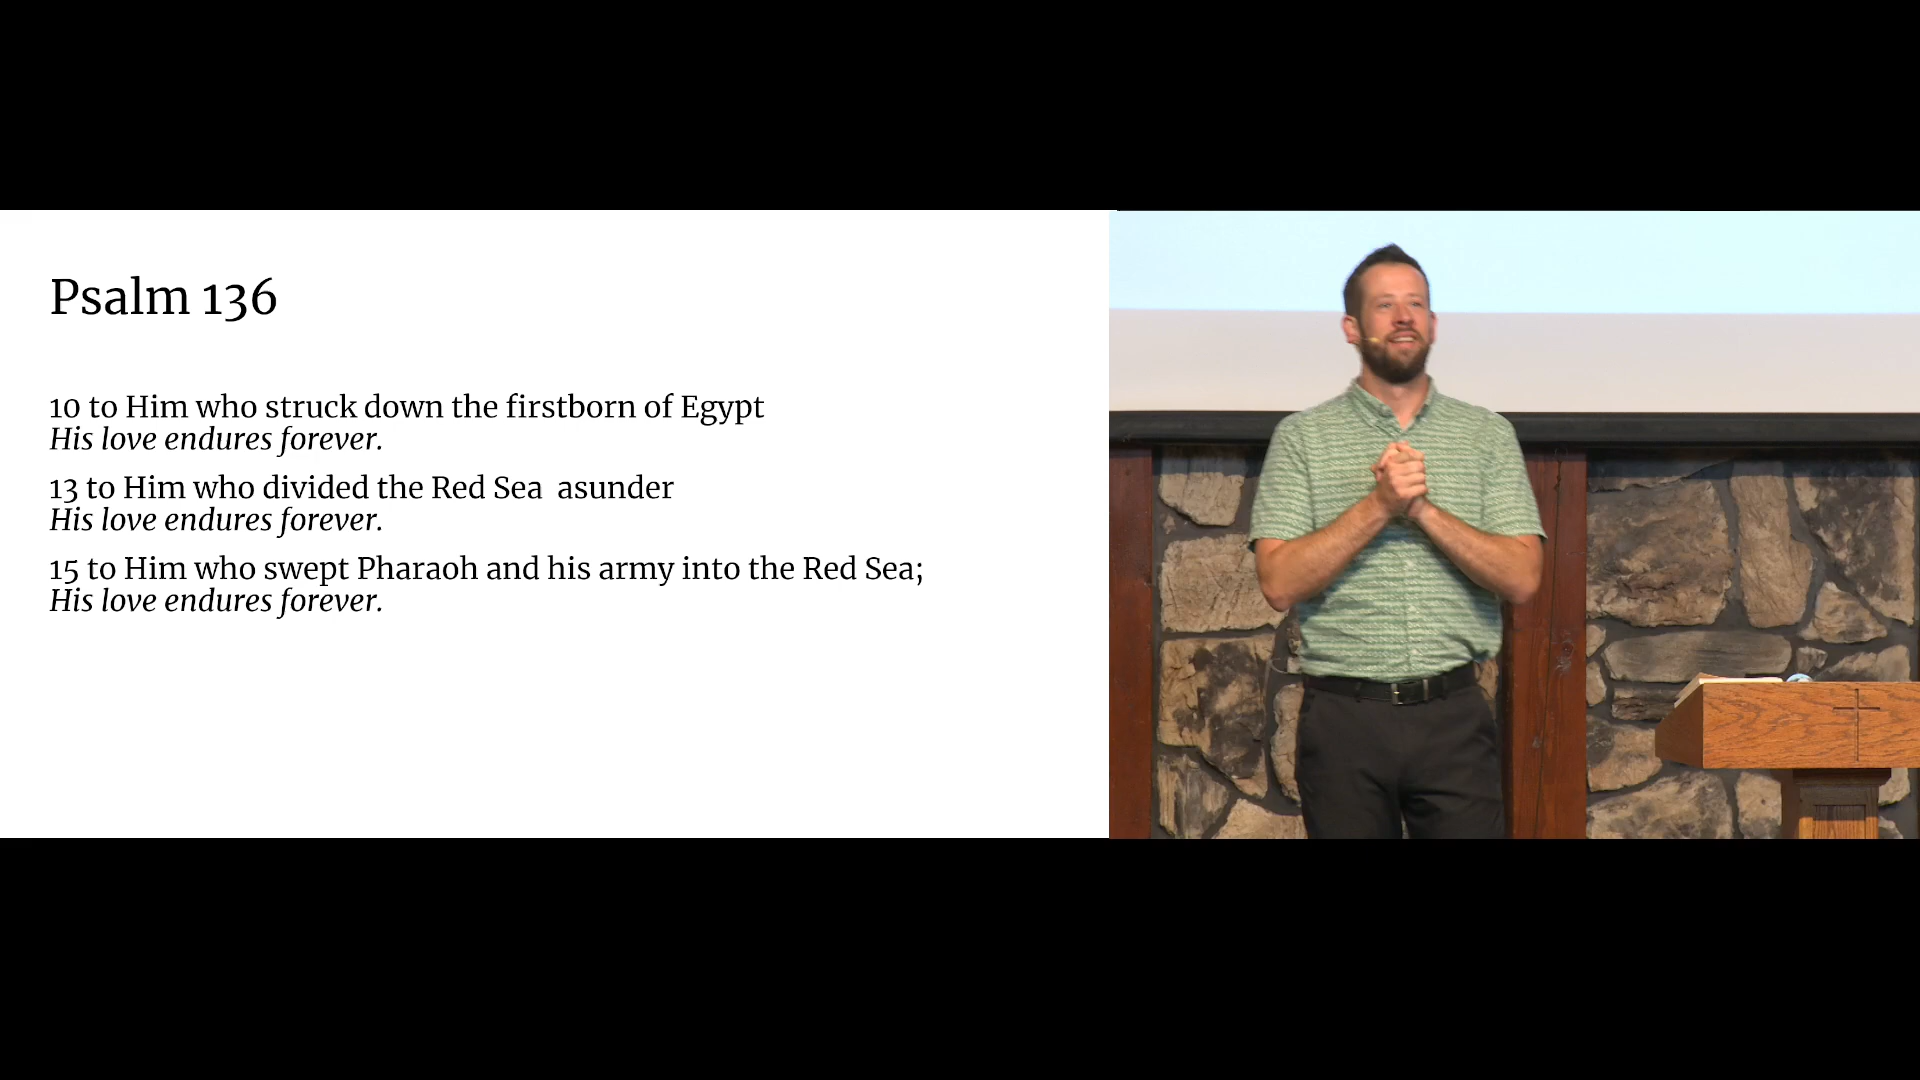 Psalm 136
10 to Him who struck down the firstborn of Egypt
His love endures forever.
13 to Him who divided the Red Sea  asunder
His love endures forever.
15 to Him who swept Pharaoh and his army into the Red Sea;
His love endures forever.